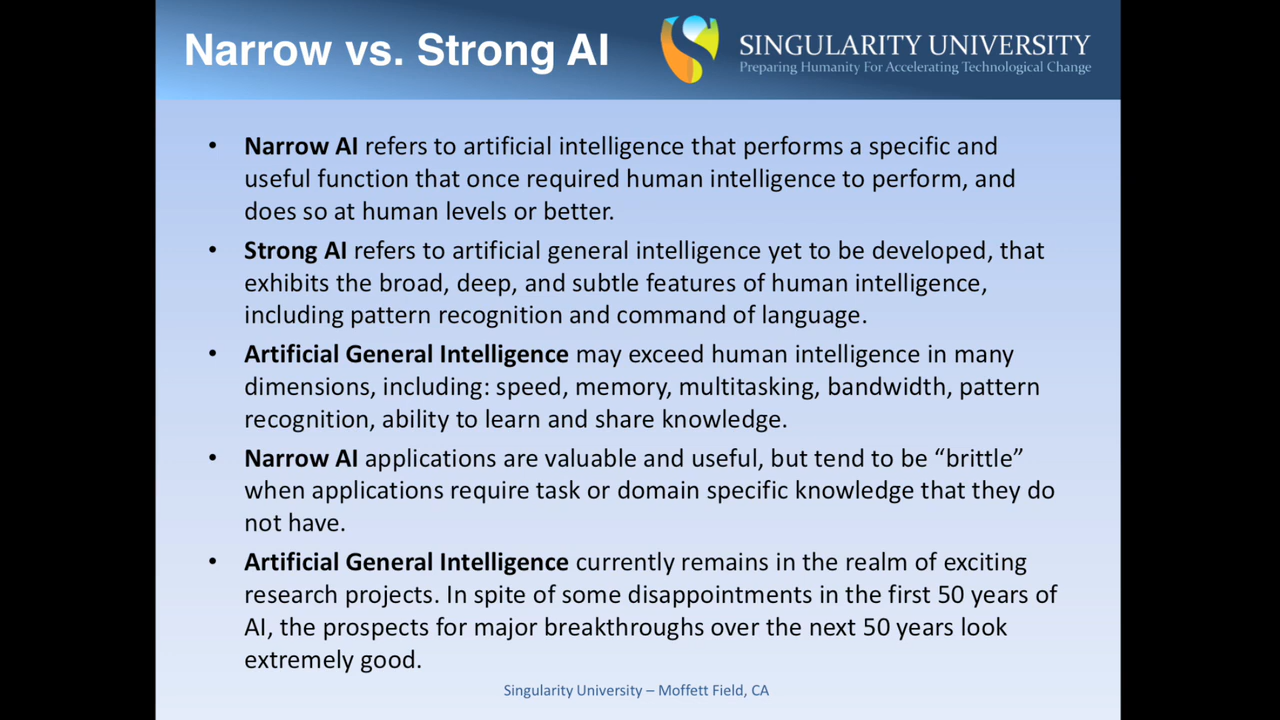 Narrow vs. Strong AI
SINGULARITY UNIVERSITY
Preparing Humanity For Accelerating Technological Change
• Narrow AI refers to artificial intelligence that performs a specific and
useful function that once required human intelligence to perform, and
does so at human levels or better.
• Strong AI refers to artificial general intelligence yet to be developed, that
exhibits the broad, deep, and subtle features of human intelligence,
including pattern recognition and command of language.
• Artificial General Intelligence may exceed human intelligence in many
dimensions, including: speed, memory, multitasking, bandwidth, pattern
recognition, ability to learn and share knowledge.
• Narrow AI applications are valuable and useful, but tend to be “brittle”
when applications require task or domain specific knowledge that they do
not have.
• Artificial General Intelligence currently remains in the realm of exciting
research projects. In spite of some disappointments in the first 50 years of
AI, the prospects for major breakthroughs over the next 50 years look
extremely good.
Singularity University – Moffett Field, CA